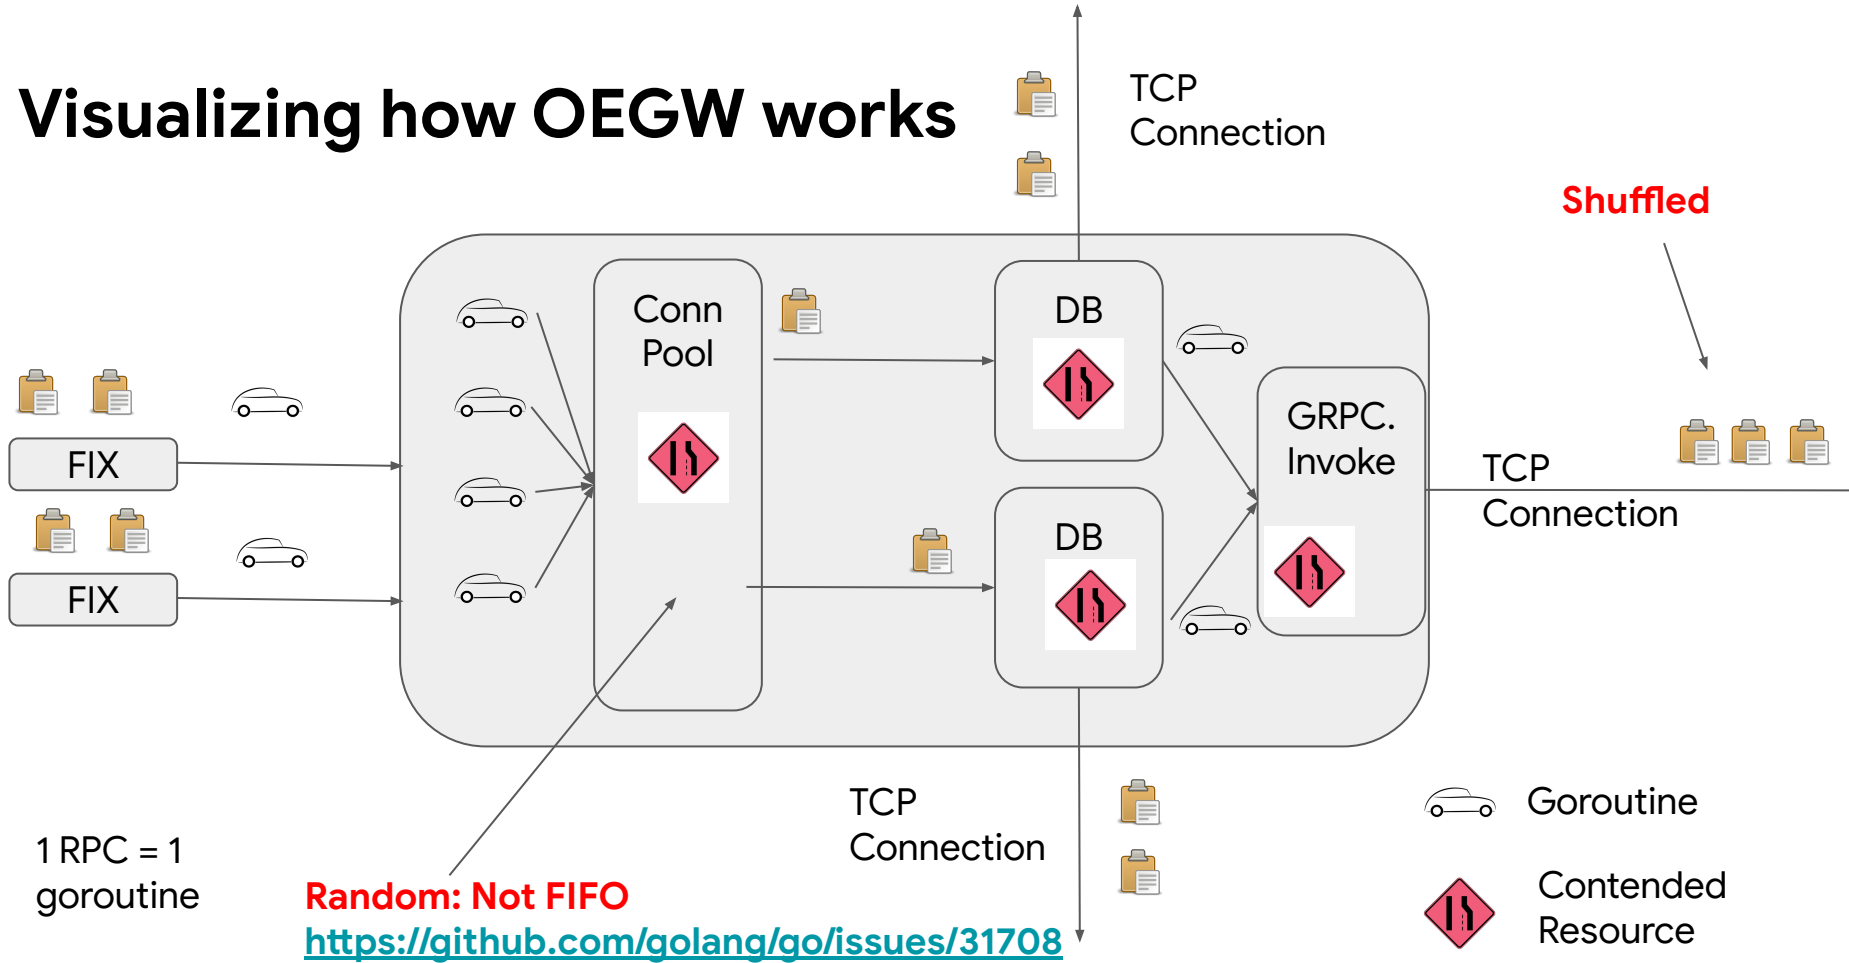 Visualizing how OEGW works
TCP
Connection
Shuffled
Conn
Pool
DB
GRPC.
Invoke
FIX
TCP
Connection
DB
FIX
TCP
Connection
Goroutine
1 RPC = 1
goroutine
Random: Not FIFO
https://github.com/golang/go/issues/31708
Contended
Resource